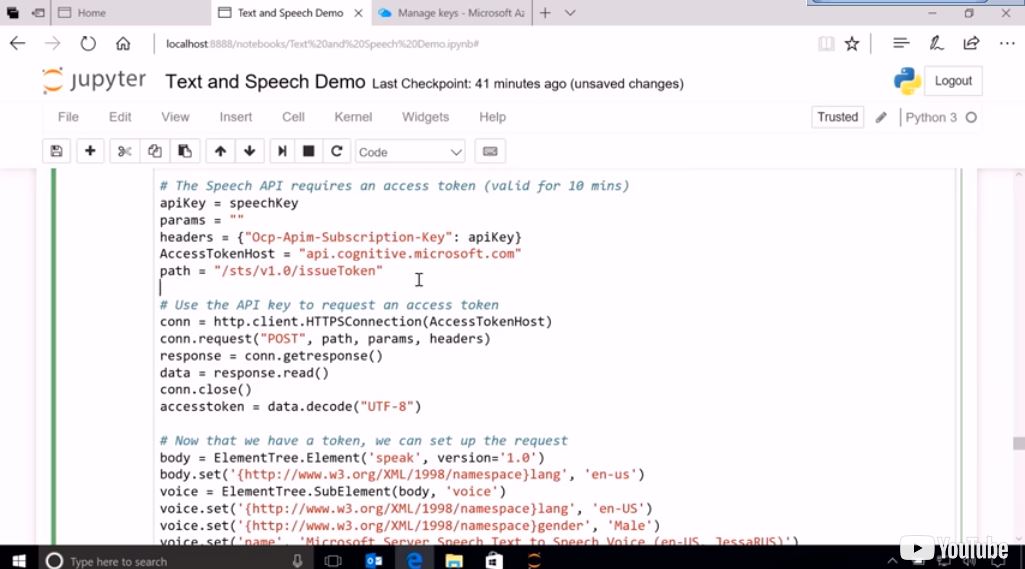 Home
Text and Speech Demo
Manage keys - Microsoft Az
localhost:8888/notebooks/Text%20and%20Speech%20Demo.ipynb#
jupyter Text and Speech Demo Last Checkpoint: 41 minutes ago (unsaved changes)
Logout
File Edit View Insert Cell Kernel Widgets Help
Trusted
Python 3
Code
# The Speech API requires an access token (valid for 10 mins)
apiKey = speechKey
params = ""
headers = {"Ocp-Apim-Subscription-Key": apiKey}
AccessTokenHost = "api.cognitive.microsoft.com"
path = "/sts/v1.0/issueToken"
# Use the API key to request an access token
conn = http.client.HTTPSConnection(AccessTokenHost)
conn.request("POST", path, params, headers)
response = conn.getresponse()
data = response.read()
conn.close()
accesstoken = data.decode("UTF-8")
# Now that we have a token, we can set up the request
body = ElementTree.Element('speak', version='1.0')
body.set('{http://www.w3.org/XML/1998/namespace}lang', 'en-us')
voice = ElementTree.SubElement(body, 'voice')
voice.set('{http://www.w3.org/XML/1998/namespace}lang', 'en-US')
voice.set('{http://www.w3.org/XML/1998/namespace}gender', 'Male')
voice.set('name', 'Microsoft Server Speech Text to Speech Voice (en-US, JessaRUS)')
Type here to search
YouTube